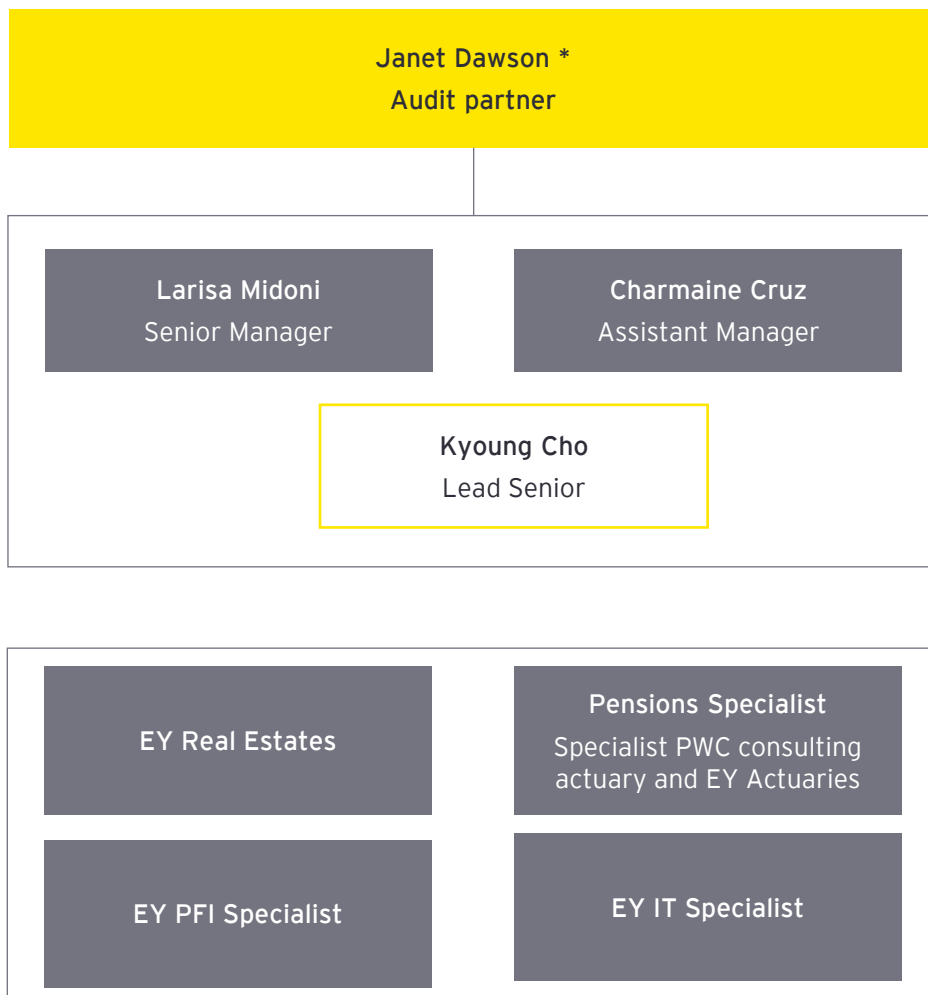 Janet Dawson *
Audit partner
Larisa Midoni
Senior Manager
Charmaine Cruz
Assistant Manager
Kyoung Cho
Lead Senior
EY Real Estates
Pensions Specialist
Specialist PWC consulting
actuary and EY Actuaries
EY PFI Specialist
EY IT Specialist